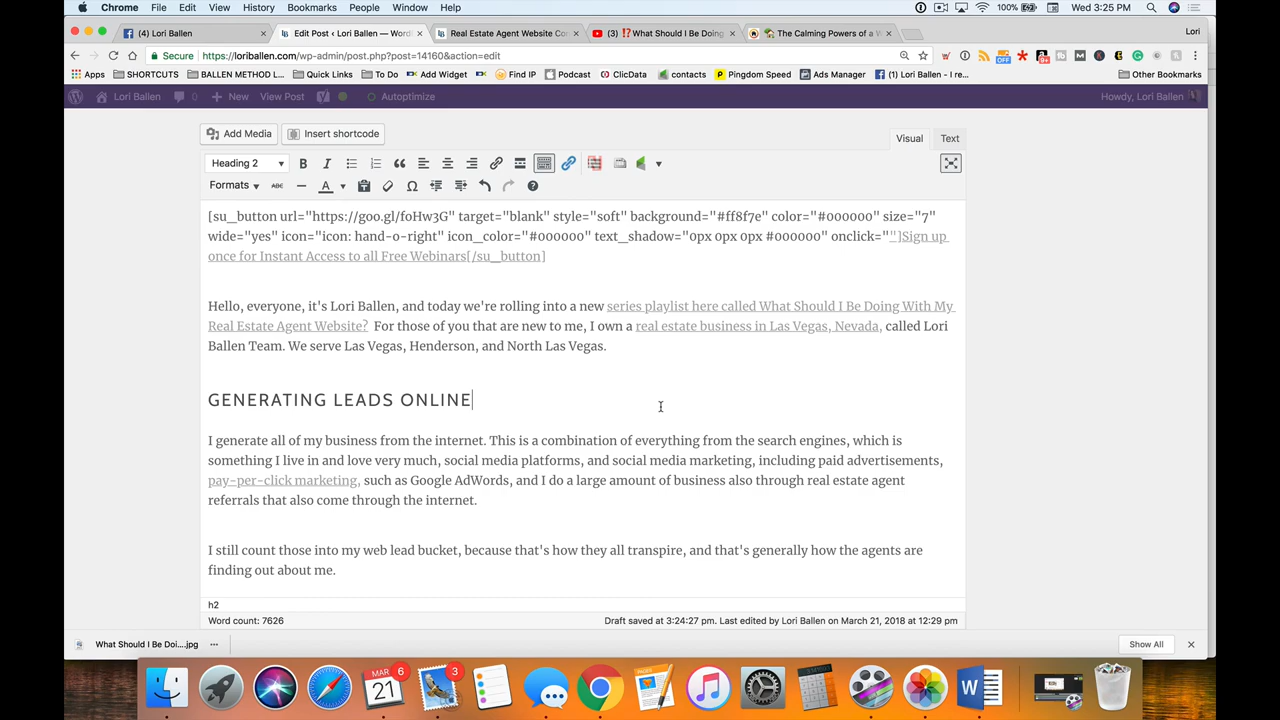 Chrome File Edit View History Bookmarks People Window Help 100% Wed 3:25 PM
(4) Lori Ballen
Edit Post ‹ Lori Ballen — Word
Real Estate Agent Website Co
(3) ⁉️What Should I Be Doing
The Calming Powers of a W
Lori
Secure https://loriballen.com/wp-admin/post.php?post=14160&action=edit
Apps SHORTCUTS BALLEN METHOD L Quick Links To Do Add Widget Find IP Podcast ClicData contacts Pingdom Speed Ads Manager (1) Lori Ballen - I re... Other Bookmarks
Lori Ballen 0 New View Post Autoptimize Howdy, Lori Ballen
Add Media Insert shortcode Visual Text
Heading 2
Formats ABC
[su_button url="https://goo.gl/foHw3G" target="blank" style="soft" background="#ff8f7e" color="#000000" size="7"
wide="yes" icon="icon: hand-o-right" icon_color="#000000" text_shadow="0px 0px 0px #000000" onclick=""]Sign up
once for Instant Access to all Free Webinars[/su_button]
Hello, everyone, it's Lori Ballen, and today we're rolling into a new series playlist here called What Should I Be Doing With My
Real Estate Agent Website? For those of you that are new to me, I own a real estate business in Las Vegas, Nevada, called Lori
Ballen Team. We serve Las Vegas, Henderson, and North Las Vegas.
GENERATING LEADS ONLINE
I generate all of my business from the internet. This is a combination of everything from the search engines, which is
something I live in and love very much, social media platforms, and social media marketing, including paid advertisements,
pay-per-click marketing, such as Google AdWords, and I do a large amount of business also through real estate agent
referrals that also come through the internet.
I still count those into my web lead bucket, because that's how they all transpire, and that's generally how the agents are
finding out about me.
h2
Word count: 7626 Draft saved at 3:24:27 pm. Last edited by Lori Ballen on March 21, 2018 at 12:29 pm
What Should I Be Doi....jpg Show All
MAR 6 3
21